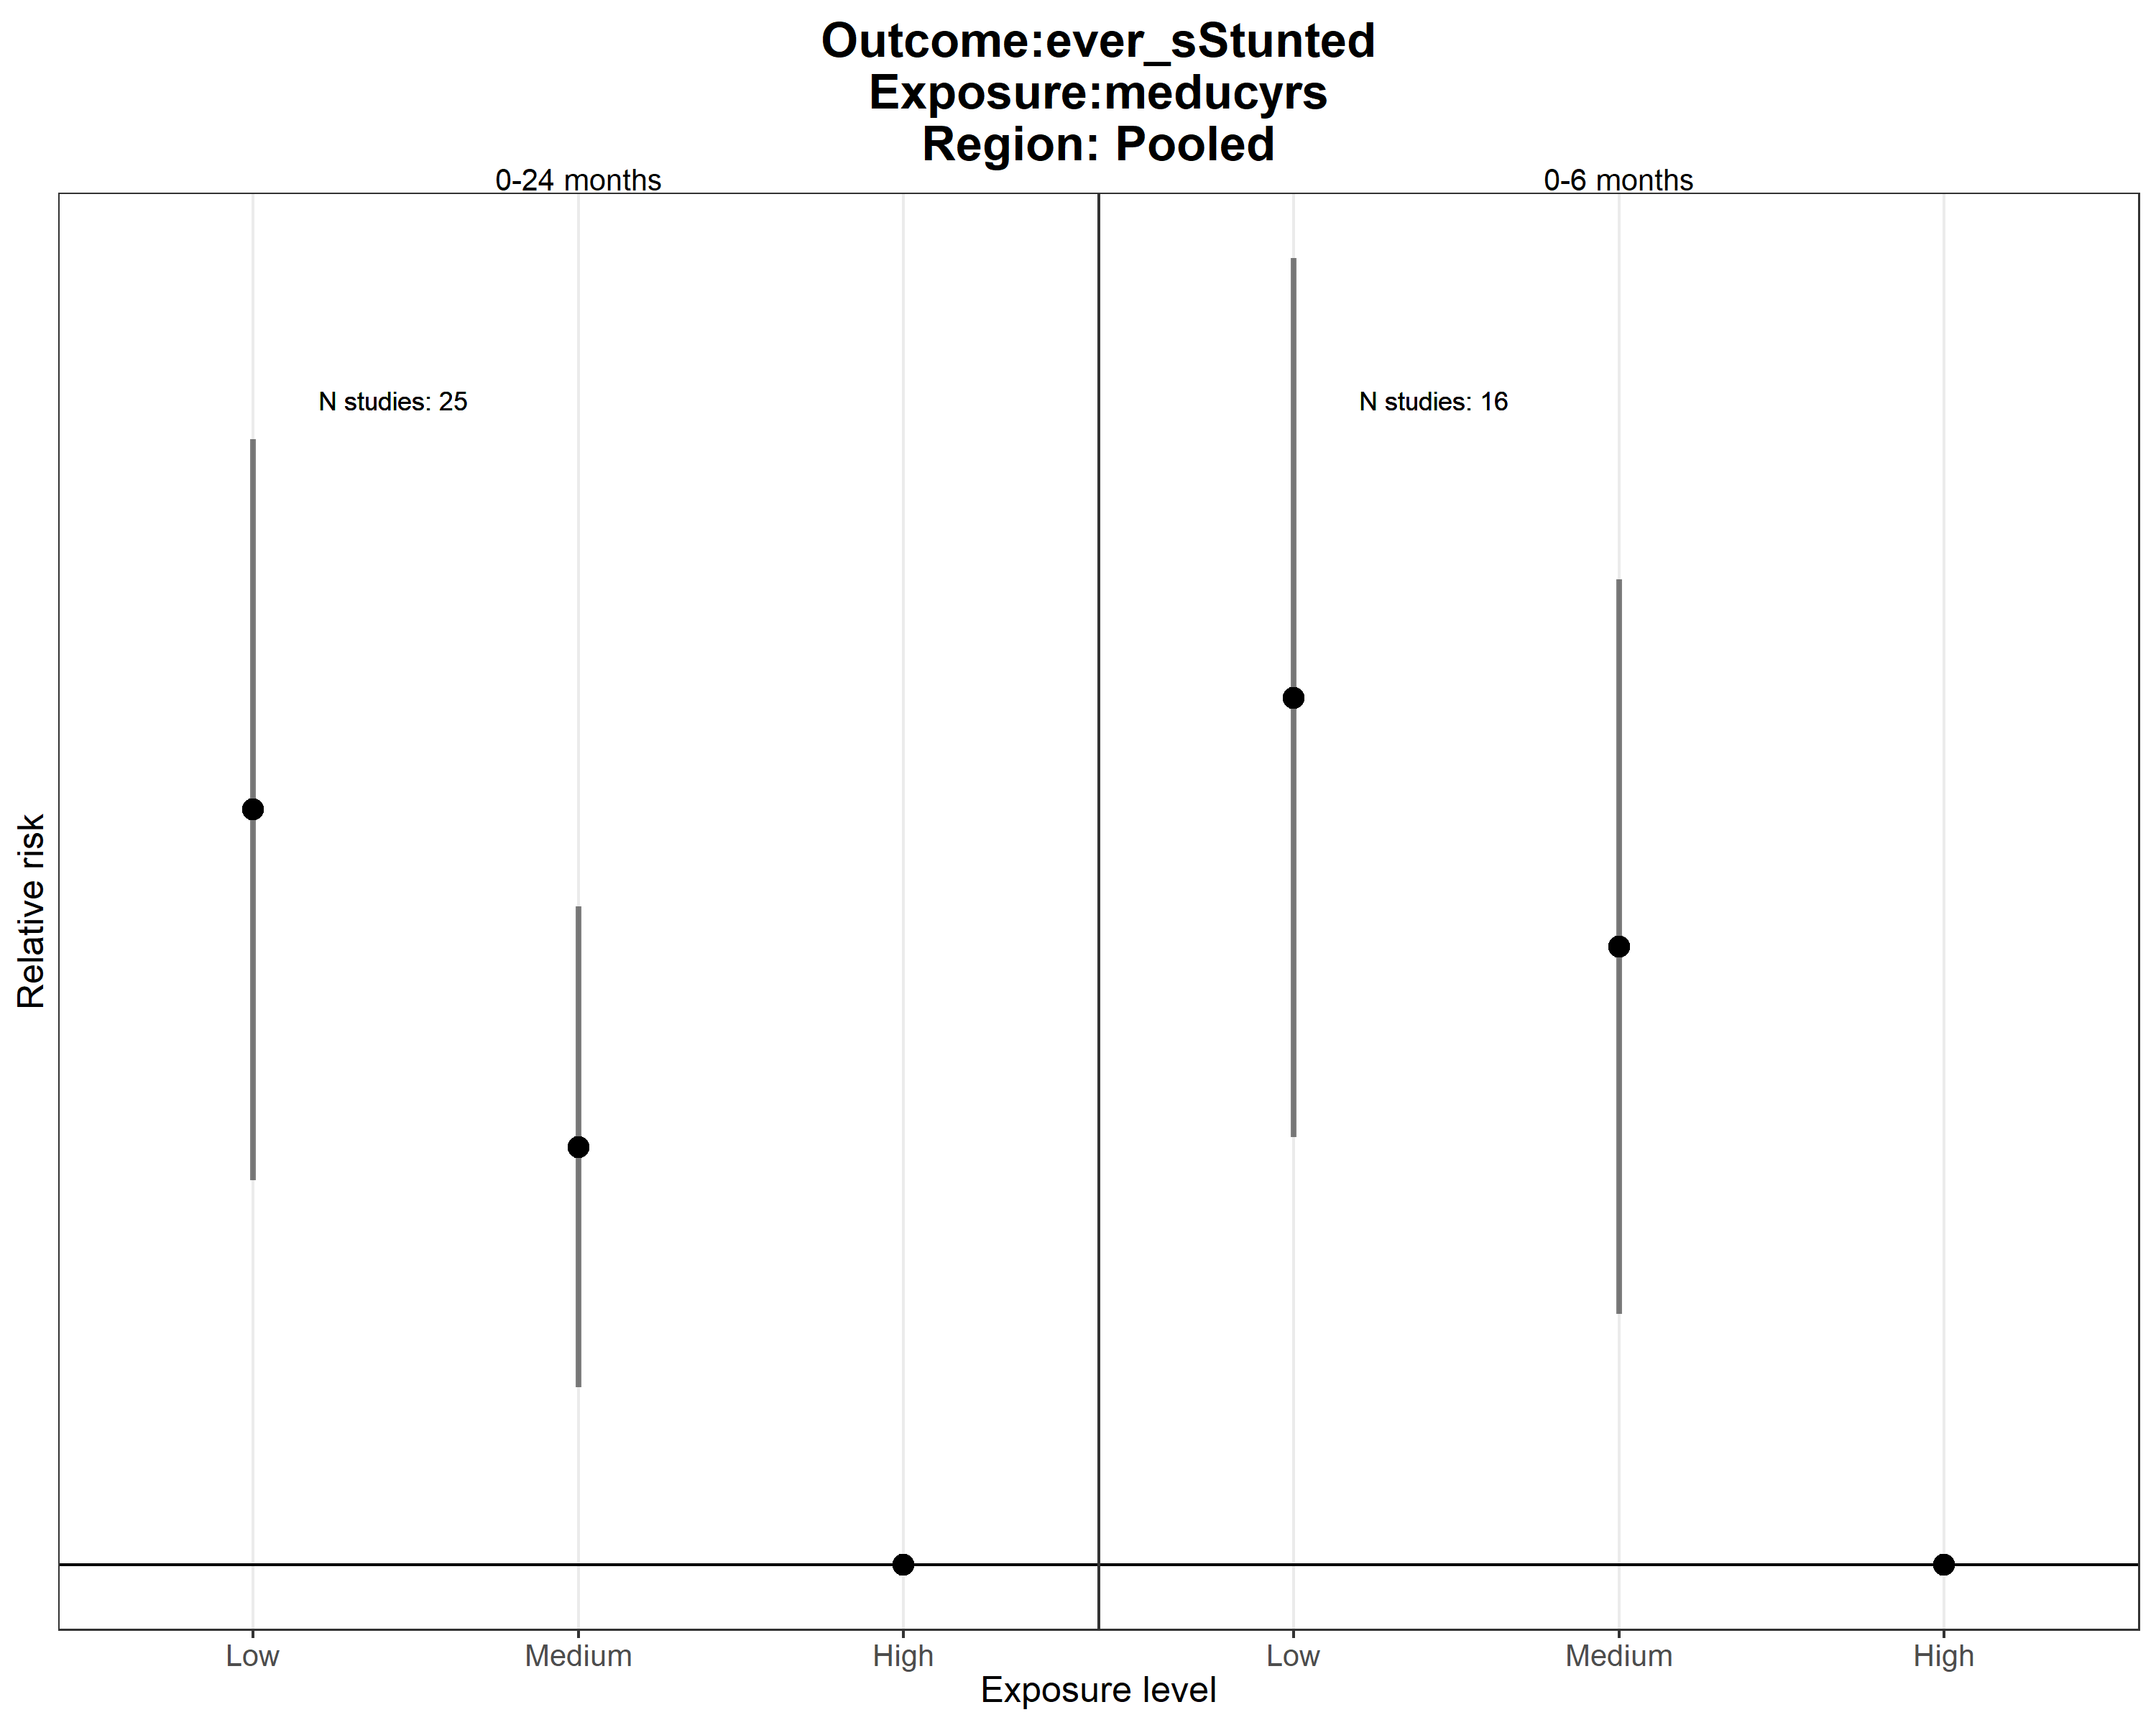 Outcome:ever_sStunted
Exposure:meducyrs
Region: Pooled
0-24 months
0-6 months
N studies: 25
N studies: 16
Relative risk
Low
Medium
High
Low
Medium
High
Exposure level